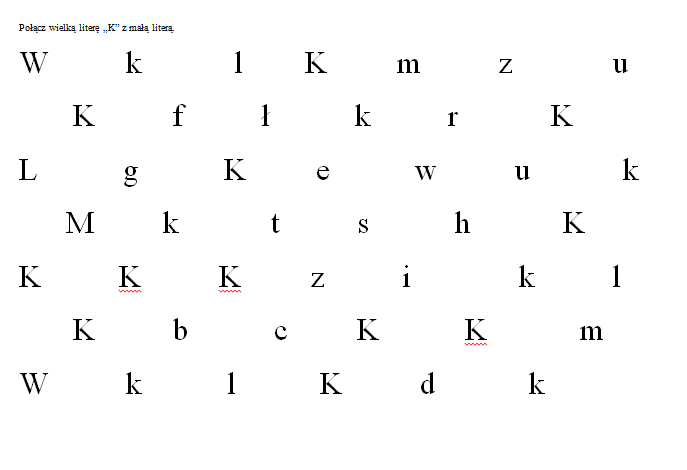 Połącz wielką literę „K” z małą literą.
W k l K m z u
K f ł k r K
L g K e w u k
M k t s h K
K K K z i k l
K b c K K m
W k l K d k